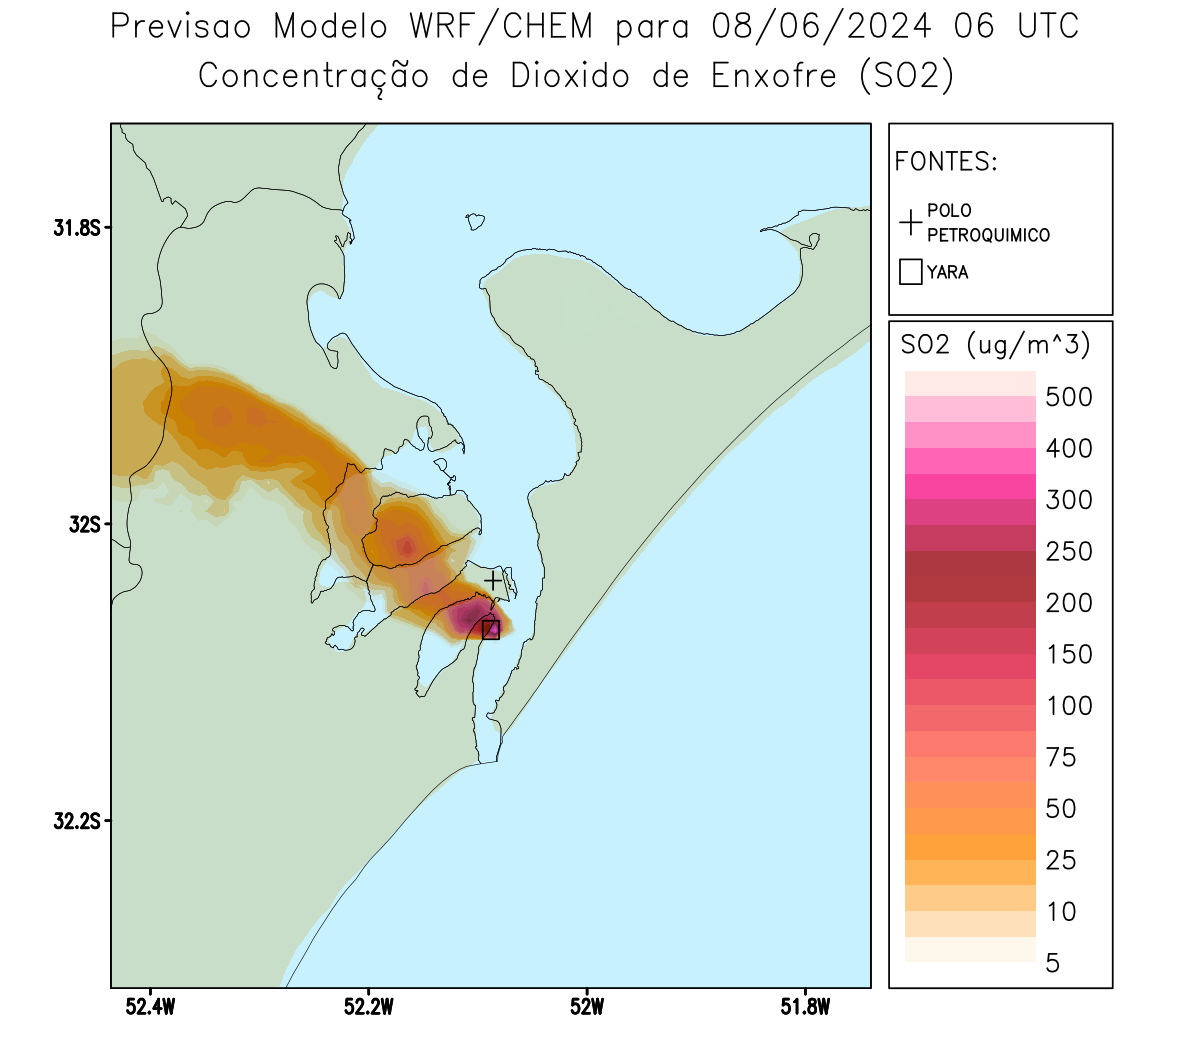 Previsao Modelo WRF/CHEM para 08/06/2024 06 UTC
Concentração de Dioxido de Enxofre (SO2)
FONTES:
POLO
PETROQUIMICO
YARA
SO2 (ug/m^3)
500
400
300
250
200
150
100
75
50
25
10
5
31.8S
32S
32.2S
52.4W
52.2W
52W
51.8W